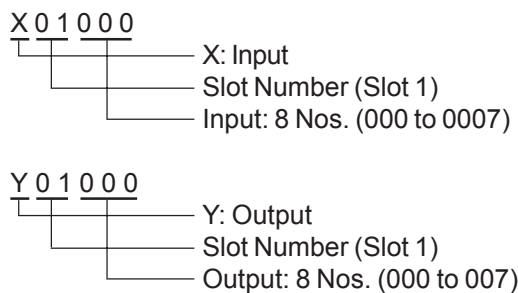 X 0 1 0 0 0
X: Input
Slot Number (Slot 1)
Input: 8 Nos. (000 to 0007)
Y 0 1 0 0 0
Y: Output
Slot Number (Slot 1)
Output: 8 Nos. (000 to 007)